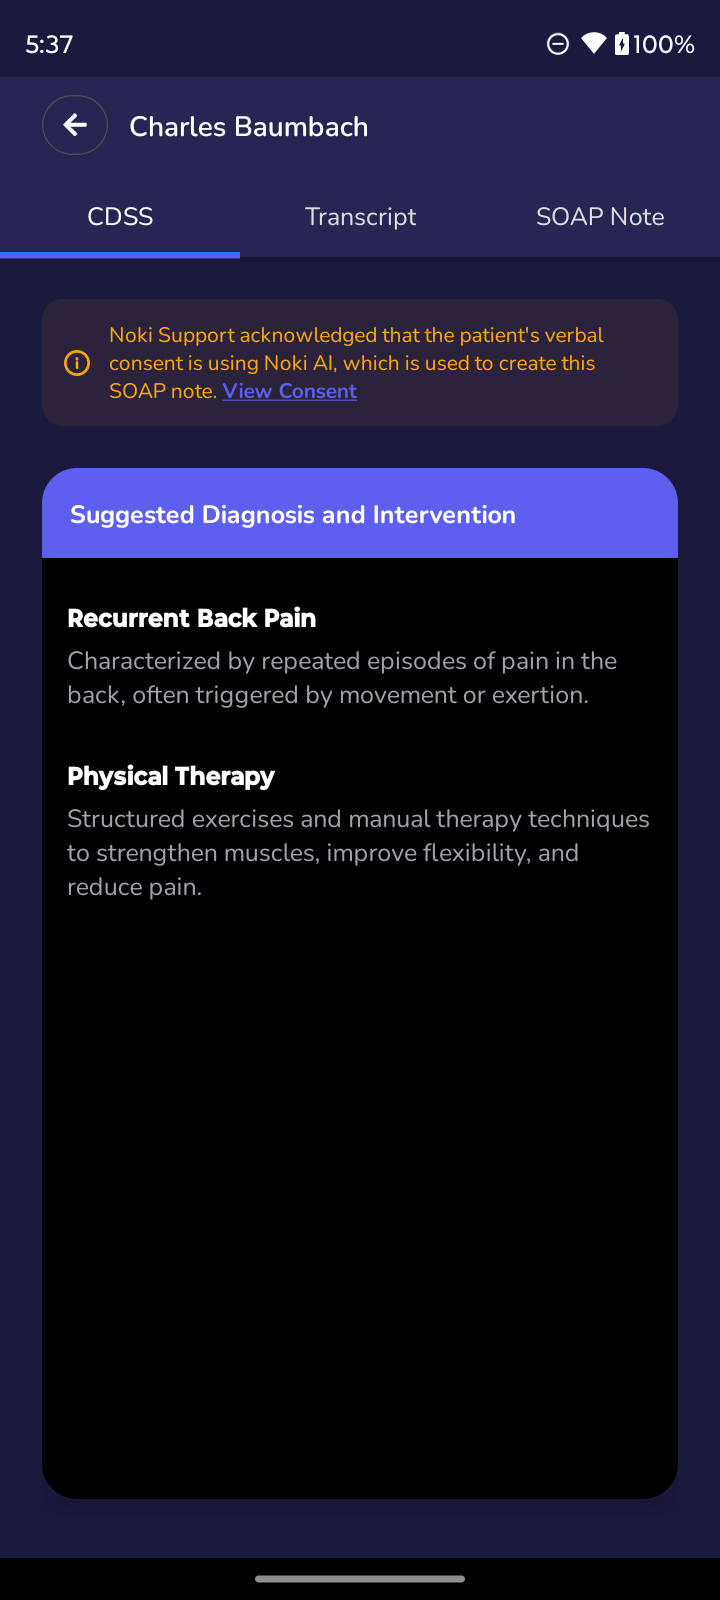 5:37
100%
Charles Baumbach
CDSS
Transcript
SOAP Note
Noki Support acknowledged that the patient's verbal
consent is using Noki AI, which is used to create this
SOAP note. View Consent
Suggested Diagnosis and Intervention
Recurrent Back Pain
Characterized by repeated episodes of pain in the
back, often triggered by movement or exertion.
Physical Therapy
Structured exercises and manual therapy techniques
to strengthen muscles, improve flexibility, and
reduce pain.